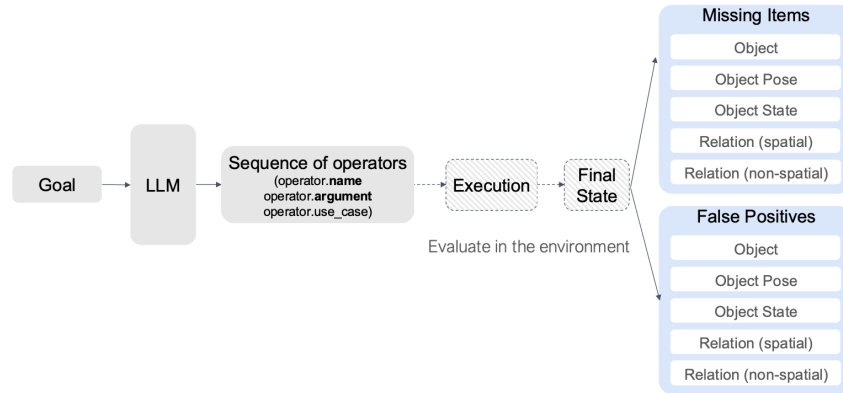 Goal
LLM
Sequence of operators
(operator.name
operator.argument
operator.use_case)
Execution
Final
State
Evaluate in the environment
Missing Items
Object
Object Pose
Object State
Relation (spatial)
Relation (non-spatial)
False Positives
Object
Object Pose
Object State
Relation (spatial)
Relation (non-spatial)